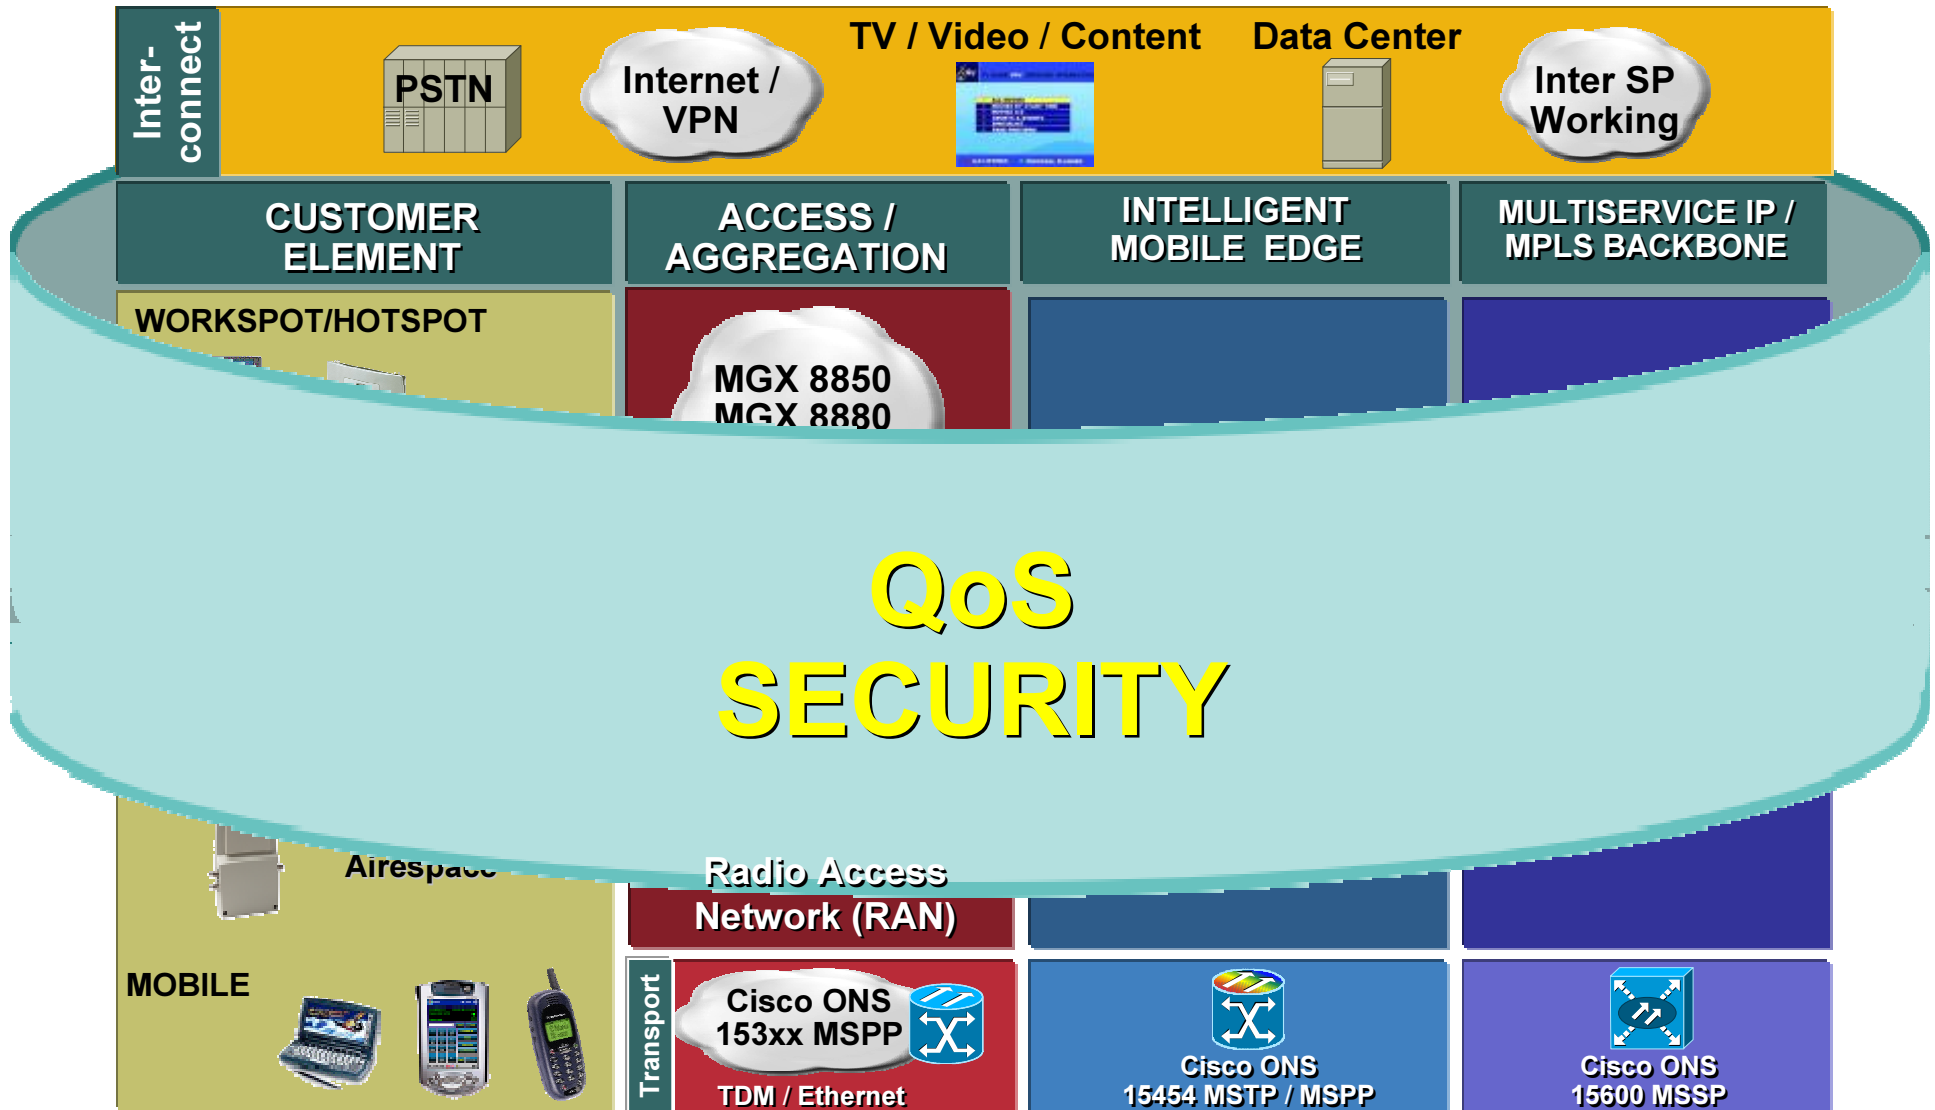 Inter-
connect
PSTN
Internet /
VPN
TV / Video / Content
Data Center
Inter SP
Working
CUSTOMER
ELEMENT
ACCESS /
AGGREGATION
INTELLIGENT
MOBILE EDGE
MULTISERVICE IP /
MPLS BACKBONE
WORKSPOT/HOTSPOT
MGX 8850
MGX 8880
QoS
SECURITY
Airespace
Radio Access
Network (RAN)
MOBILE
Transport
Cisco ONS
153xx MSPP
TDM / Ethernet
Cisco ONS
15454 MSTP / MSPP
Cisco ONS
15600 MSSP